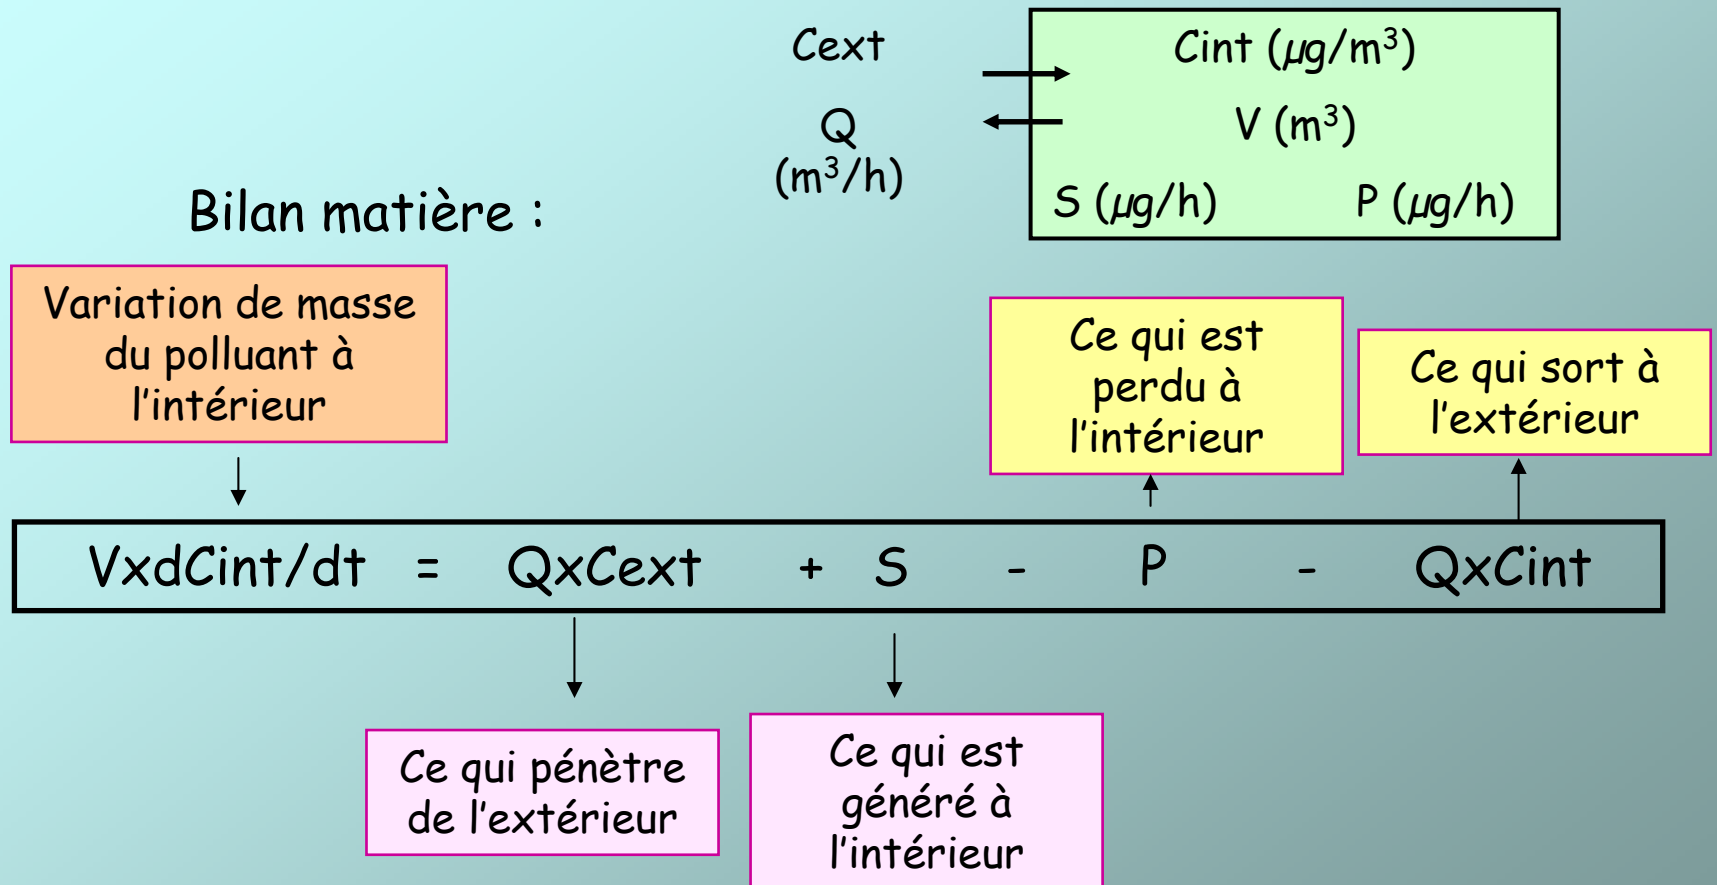 Cext
Q
(m³/h)
Cint (µg/m³)
V (m³)
S (µg/h) P (µg/h)
Bilan matière :
Variation de masse
du polluant à
l'intérieur
Ce qui est
perdu à
l'intérieur
Ce qui sort à
l'extérieur
VxdCint/dt = QxCext + S - P - QxCint
Ce qui pénètre
de l'extérieur
Ce qui est
généré à
l'intérieur